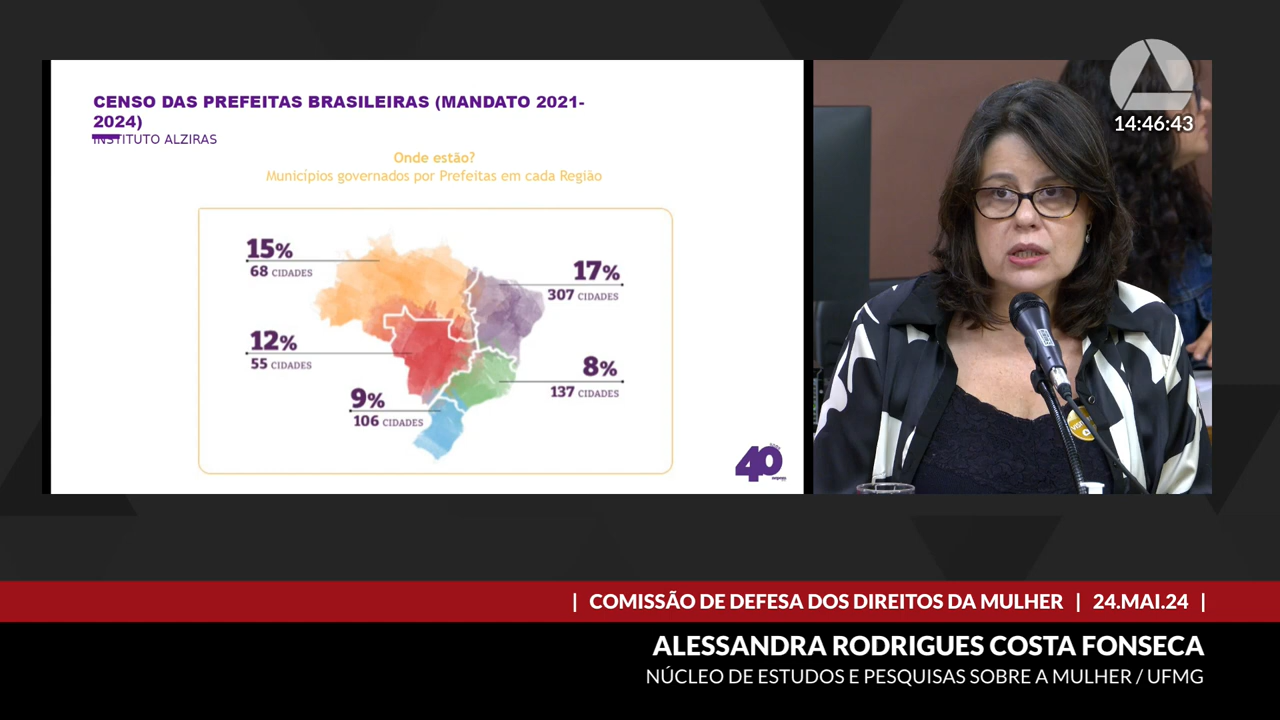 CENSO DAS PREFEITAS BRASILEIRAS (MANDATO 2021-
2024)
INSTITUTO ALZIRAS
Onde estão?
Municípios governados por Prefeitas em cada Região
15%
68 CIDADES
17%
307 CIDADES
12%
55 CIDADES
8%
137 CIDADES
9%
106 CIDADES
40
14:46:43
| COMISSÃO DE DEFESA DOS DIREITOS DA MULHER | 24.MAI.24 |
ALESSANDRA RODRIGUES COSTA FONSECA
NÚCLEO DE ESTUDOS E PESQUISAS SOBRE A MULHER / UFMG